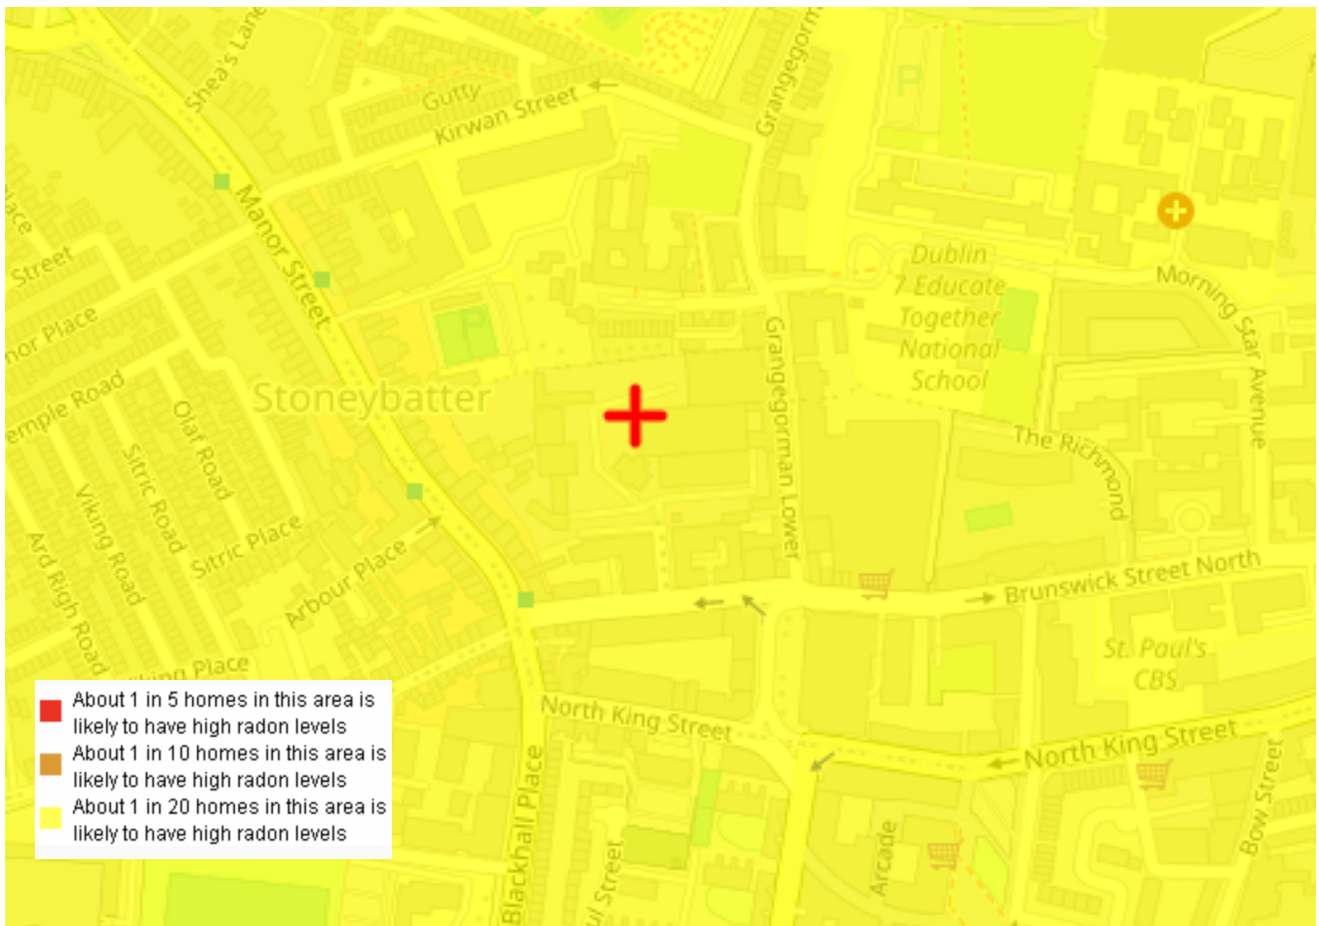 Shea's Lane
Gutty
Kirwan Street
Grangegorm
P
Manor Street
place
Street
nor Place
Dublin
7 Educate
Together
National
School
Morning Star Avenue
P
Stoneybatter
Grangegorman Lower
emple Road
Olaf Road
Sitric Road
Viking Road
Sitric Place
Ard Righ Road
Arbour Place
The Richmond
Brunswick Street North
St. Paul's
CBS
Viking Place
North King Street
North King Street
Blackhall Place
ul Street
Arcade
Bow Street
About 1 in 5 homes in this area is
likely to have high radon levels
About 1 in 10 homes in this area is
likely to have high radon levels
About 1 in 20 homes in this area is
likely to have high radon levels